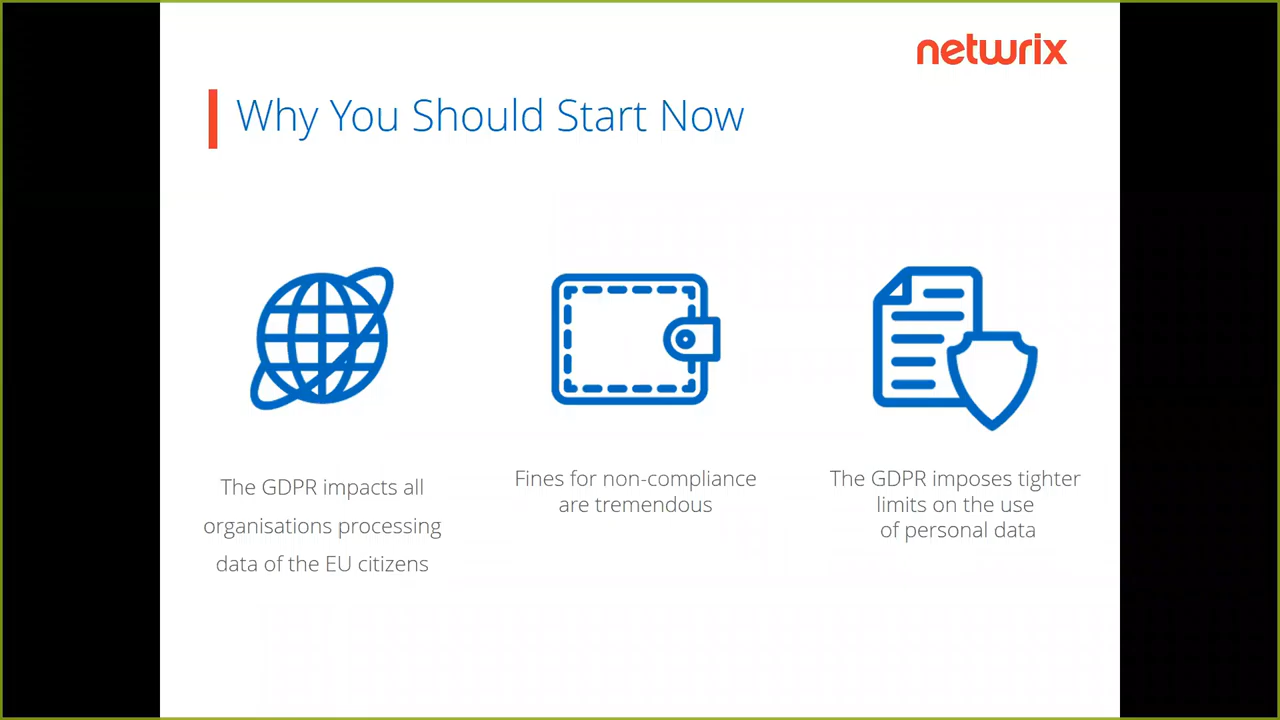 netwrix
Why You Should Start Now
The GDPR impacts all
organisations processing
data of the EU citizens
Fines for non-compliance
are tremendous
The GDPR imposes tighter
limits on the use
of personal data